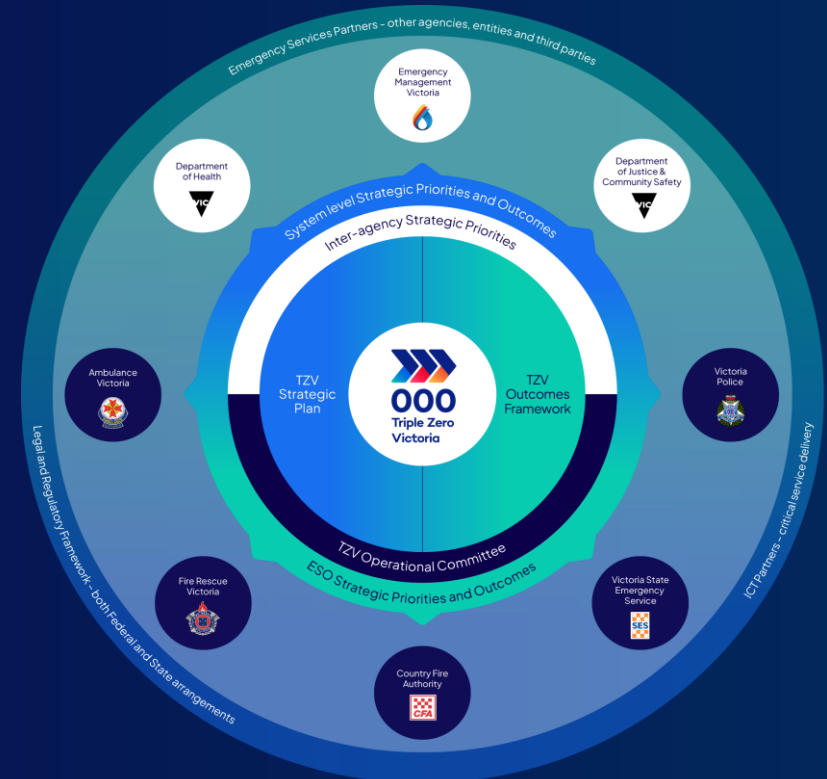 Emergency Services Partners – other agencies, entities and third parties
Emergency
Management
Victoria
Department
of Health
VIC
Department
of Justice &
Community Safety
VIC
System level Strategic Priorities and Outcomes
Inter-agency Strategic Priorities
TZV
Strategic
Plan
000
Triple Zero
Victoria
TZV
Outcomes
Framework
Ambulance
Victoria
Victoria
Police
TZV Operational Committee
ESO Strategic Priorities and Outcomes
Fire Rescue
Victoria
Victoria State
Emergency
Service
SES
Country Fire
Authority
CFA
Legal and Regulatory Framework – both Federal and State arrangements
ICT Partners – critical service delivery